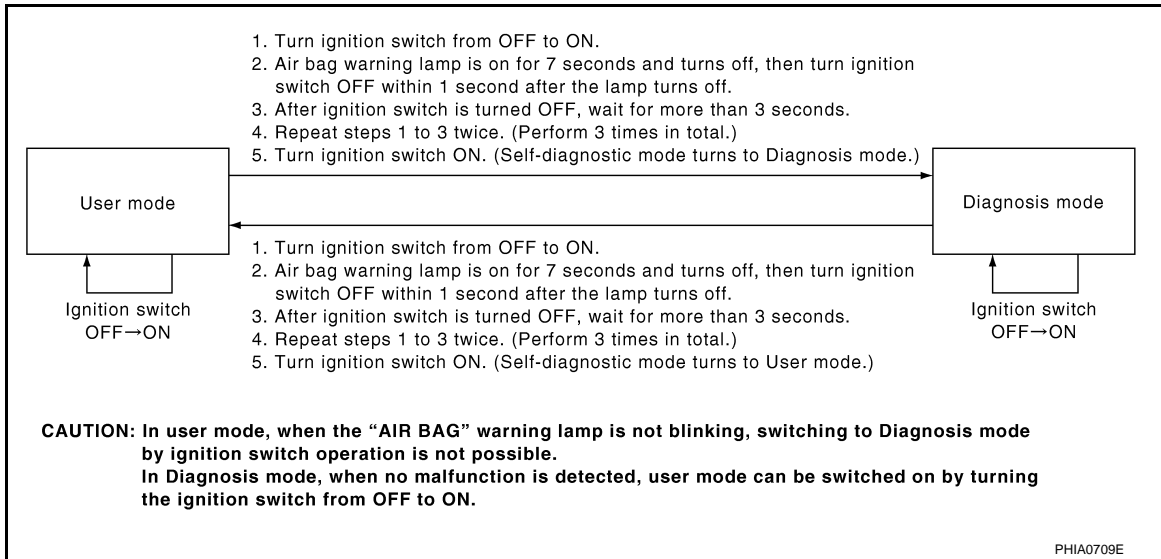 1. Turn ignition switch from OFF to ON.
2. Air bag warning lamp is on for 7 seconds and turns off, then turn ignition
switch OFF within 1 second after the lamp turns off.
3. After ignition switch is turned OFF, wait for more than 3 seconds.
4. Repeat steps 1 to 3 twice. (Perform 3 times in total.)
5. Turn ignition switch ON. (Self-diagnostic mode turns to Diagnosis mode.)
User mode
Diagnosis mode
1. Turn ignition switch from OFF to ON.
2. Air bag warning lamp is on for 7 seconds and turns off, then turn ignition
switch OFF within 1 second after the lamp turns off.
3. After ignition switch is turned OFF, wait for more than 3 seconds.
4. Repeat steps 1 to 3 twice. (Perform 3 times in total.)
5. Turn ignition switch ON. (Self-diagnostic mode turns to User mode.)
Ignition switch
OFF→ON
Ignition switch
OFF→ON
CAUTION: In user mode, when the “AIR BAG” warning lamp is not blinking, switching to Diagnosis mode
by ignition switch operation is not possible.
In Diagnosis mode, when no malfunction is detected, user mode can be switched on by turning
the ignition switch from OFF to ON.
PHIA0709E